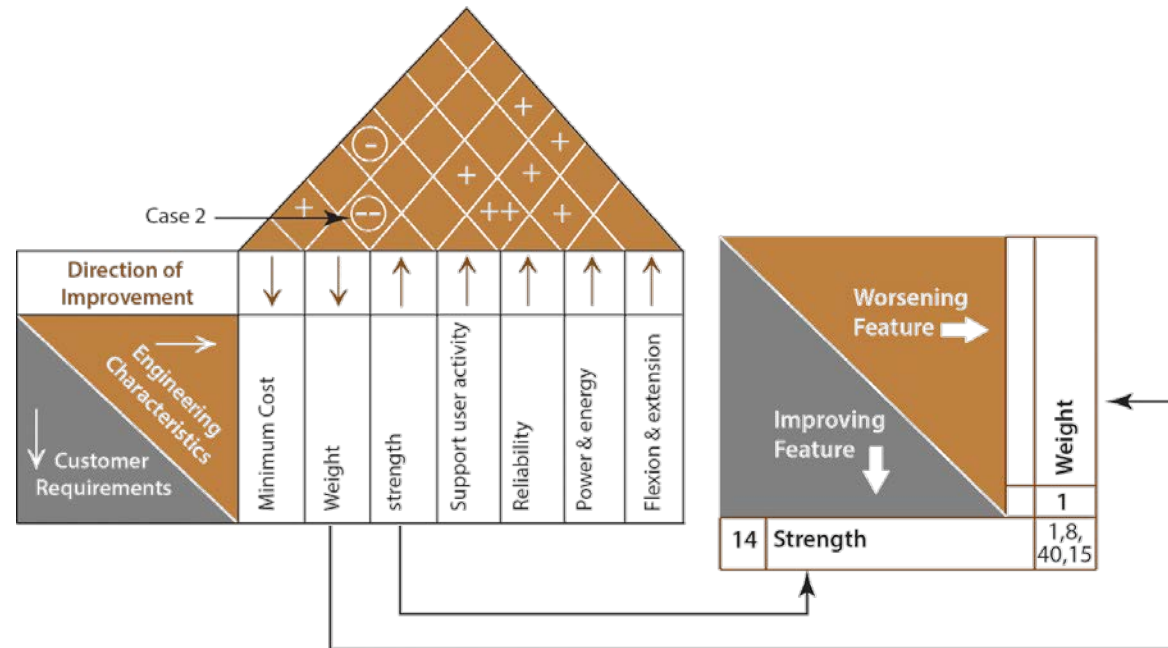 +
+
-
+
+
Case 2
+
--
++
+
Direction of
Improvement
Engineering
Characteristics
Customer
Requirements
Minimum Cost
Weight
strength
Support user activity
Reliability
Power & energy
Flexion & extension
Worsening
Feature
Improving
Feature
Weight
1
14
Strength
1,8,
40,15